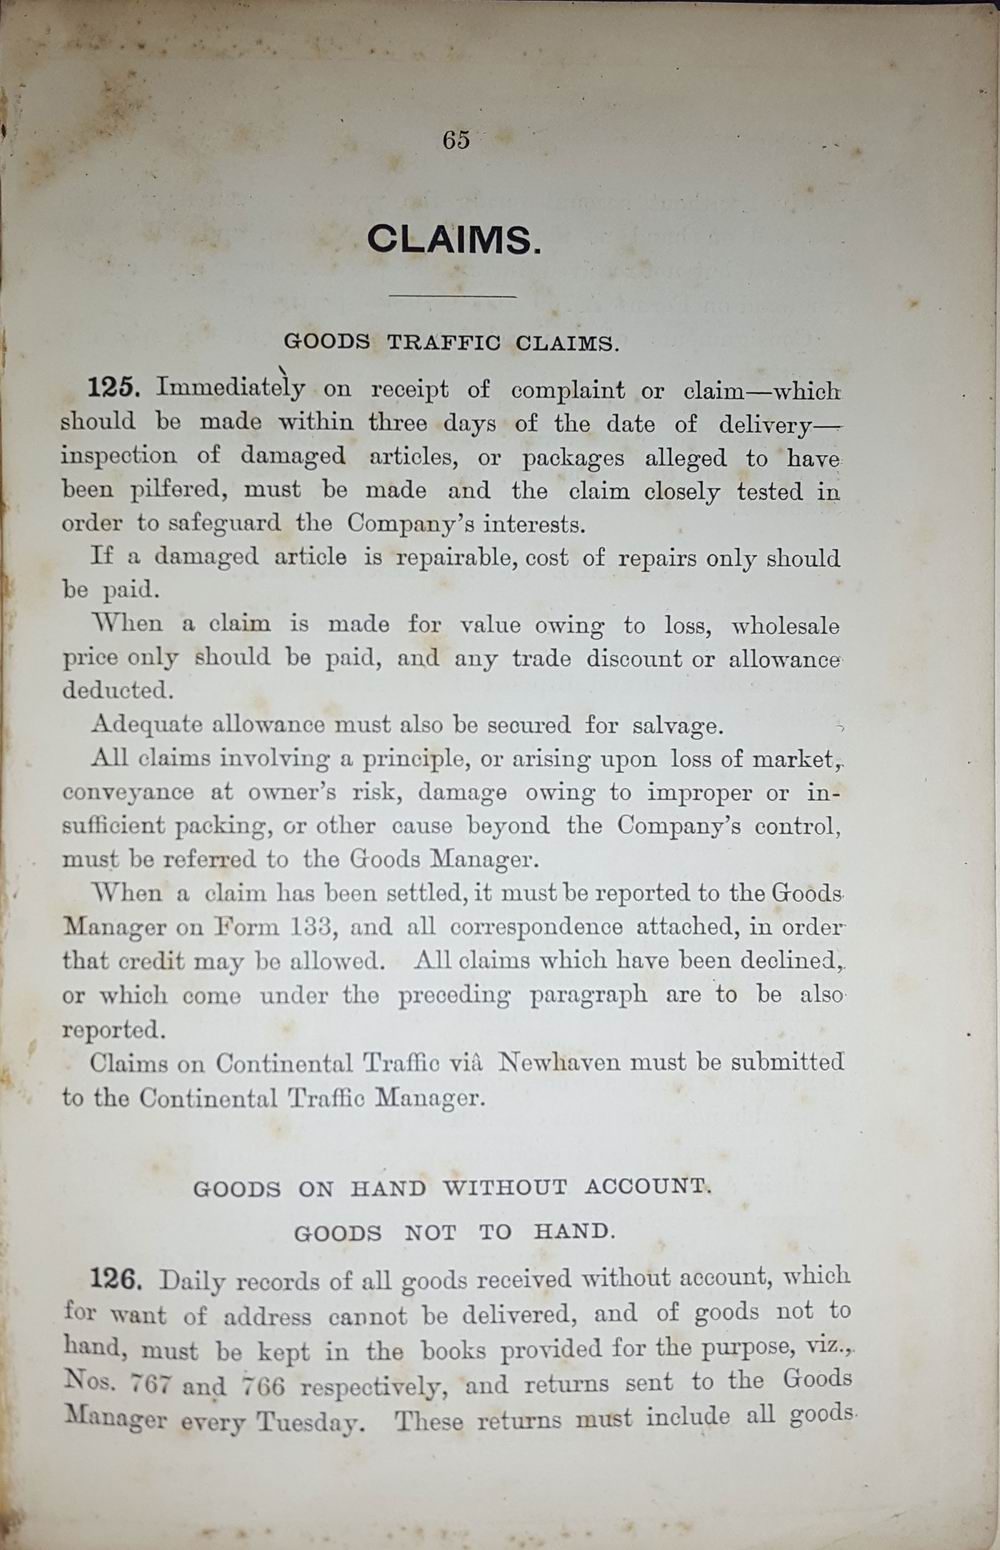 65
CLAIMS.
GOODS TRAFFIC CLAIMS.
125. Immediately on receipt of complaint or claim—which
should be made within three days of the date of delivery—
inspection of damaged articles, or packages alleged to have
been pilfered, must be made and the claim closely tested in
order to safeguard the Company's interests.
If a damaged article is repairable, cost of repairs only should
be paid.
When a claim is made for value owing to loss, wholesale
price only should be paid, and any trade discount or allowance
deducted.
Adequate allowance must also be secured for salvage.
All claims involving a principle, or arising upon loss of market,
conveyance at owner's risk, damage owing to improper or in-
sufficient packing, or other cause beyond the Company's control,
must be referred to the Goods Manager.
When a claim has been settled, it must be reported to the Goods
Manager on Form 133, and all correspondence attached, in order
that credit may be allowed. All claims which have been declined,
or which come under the preceding paragraph are to be also
reported.
Claims on Continental Traffic viâ Newhaven must be submitted
to the Continental Traffic Manager.
GOODS ON HAND WITHOUT ACCOUNT.
GOODS NOT TO HAND.
126. Daily records of all goods received without account, which
for want of address cannot be delivered, and of goods not to
hand, must be kept in the books provided for the purpose, viz.,
Nos. 767 and 766 respectively, and returns sent to the Goods
Manager every Tuesday. These returns must include all goods